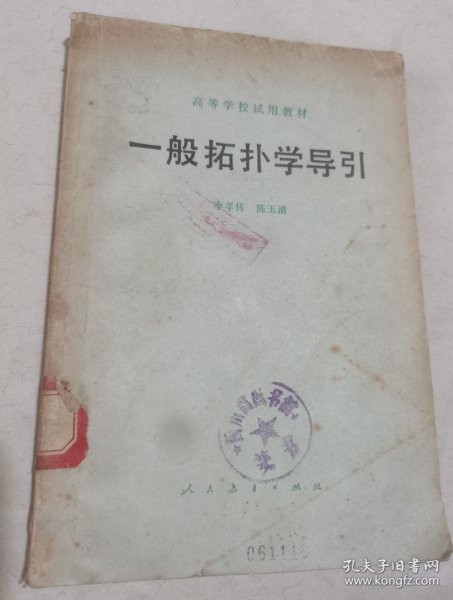 高等学校试用教材
一般拓扑学导引
李孝传 陈玉清
人民教育出版社
孔夫子旧书网
www.kongfz.com